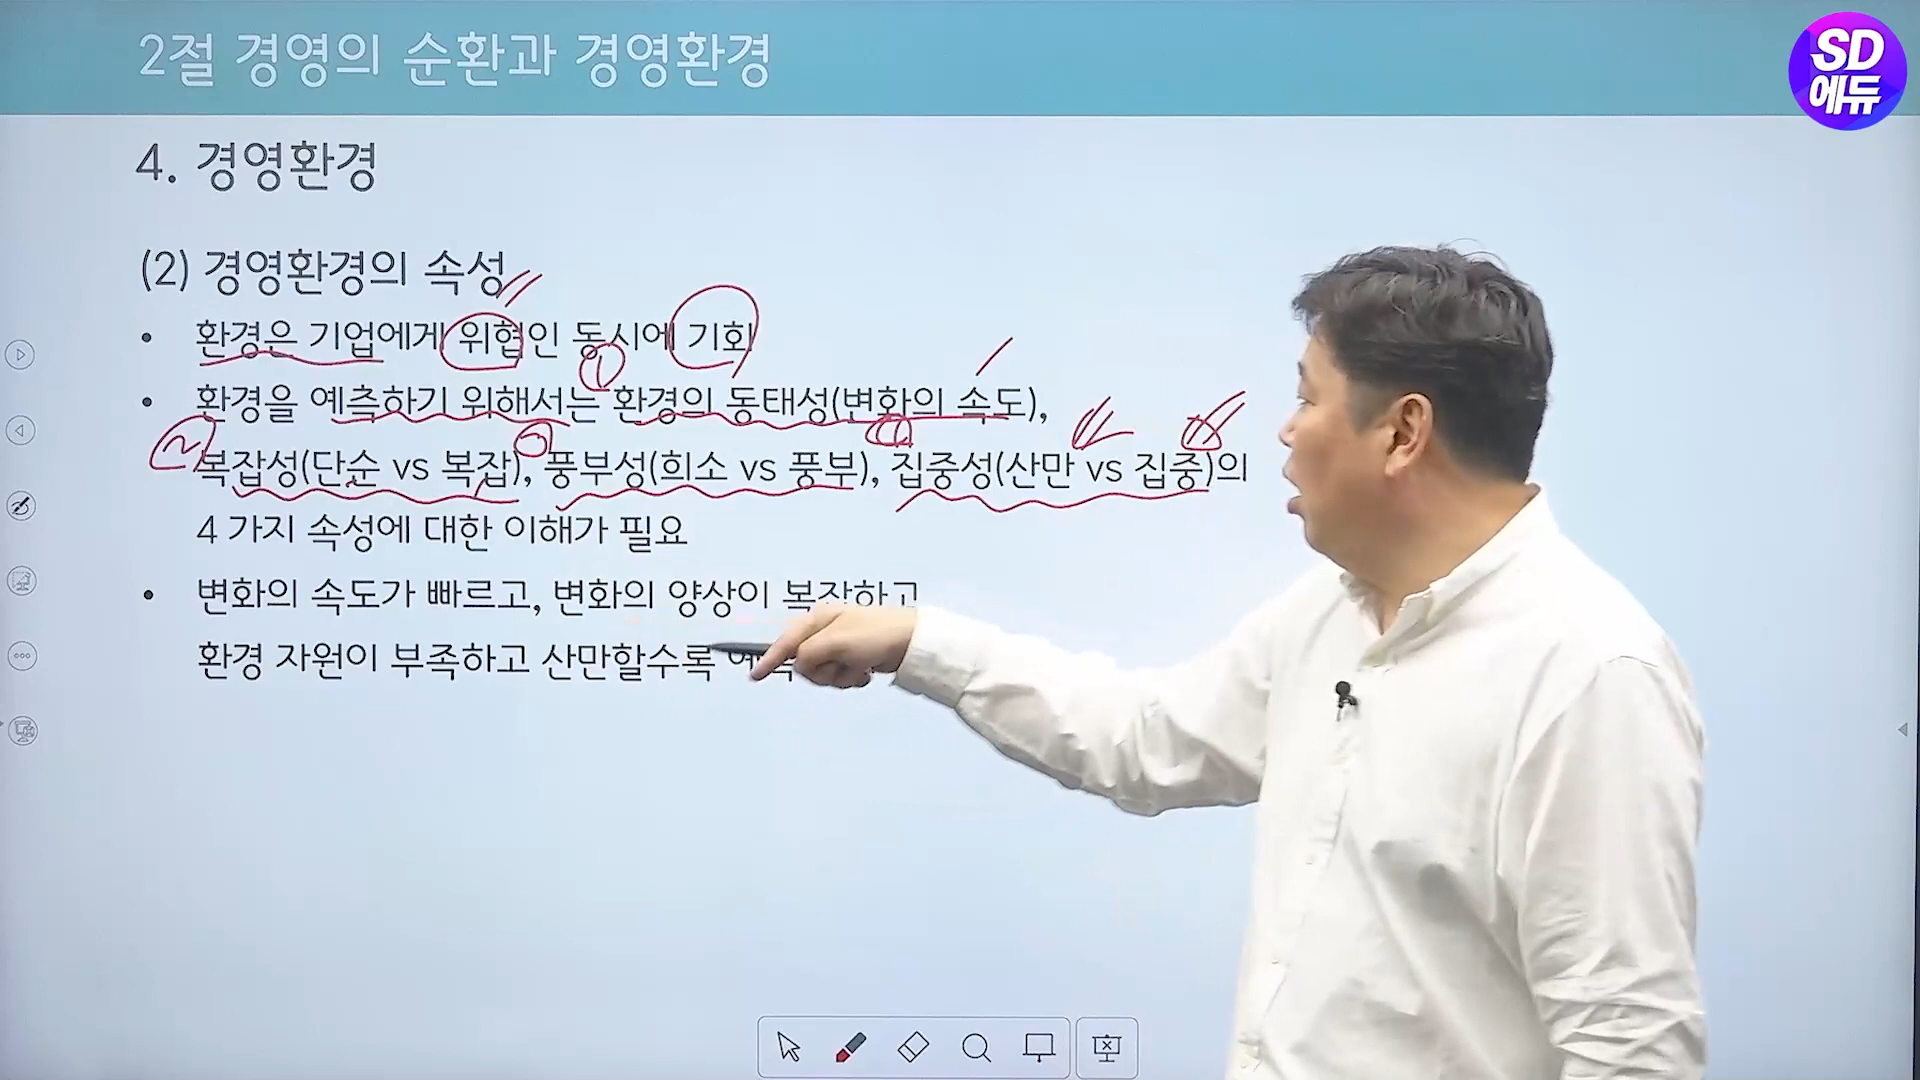 2절 경영의 순환과 경영환경
SD
에듀
4. 경영환경
(2) 경영환경의 속성
• 환경은 기업에게 위협인 동시에 기회
①
• 환경을 예측하기 위해서는 환경의 동태성(변화의 속도),
복잡성(단순 vs 복잡), 풍부성(희소 vs 풍부), 집중성(산만 vs 집중)의
4 가지 속성에 대한 이해가 필요
• 변화의 속도가 빠르고, 변화의 양상이 복잡하고
환경 자원이 부족하고 산만할수록